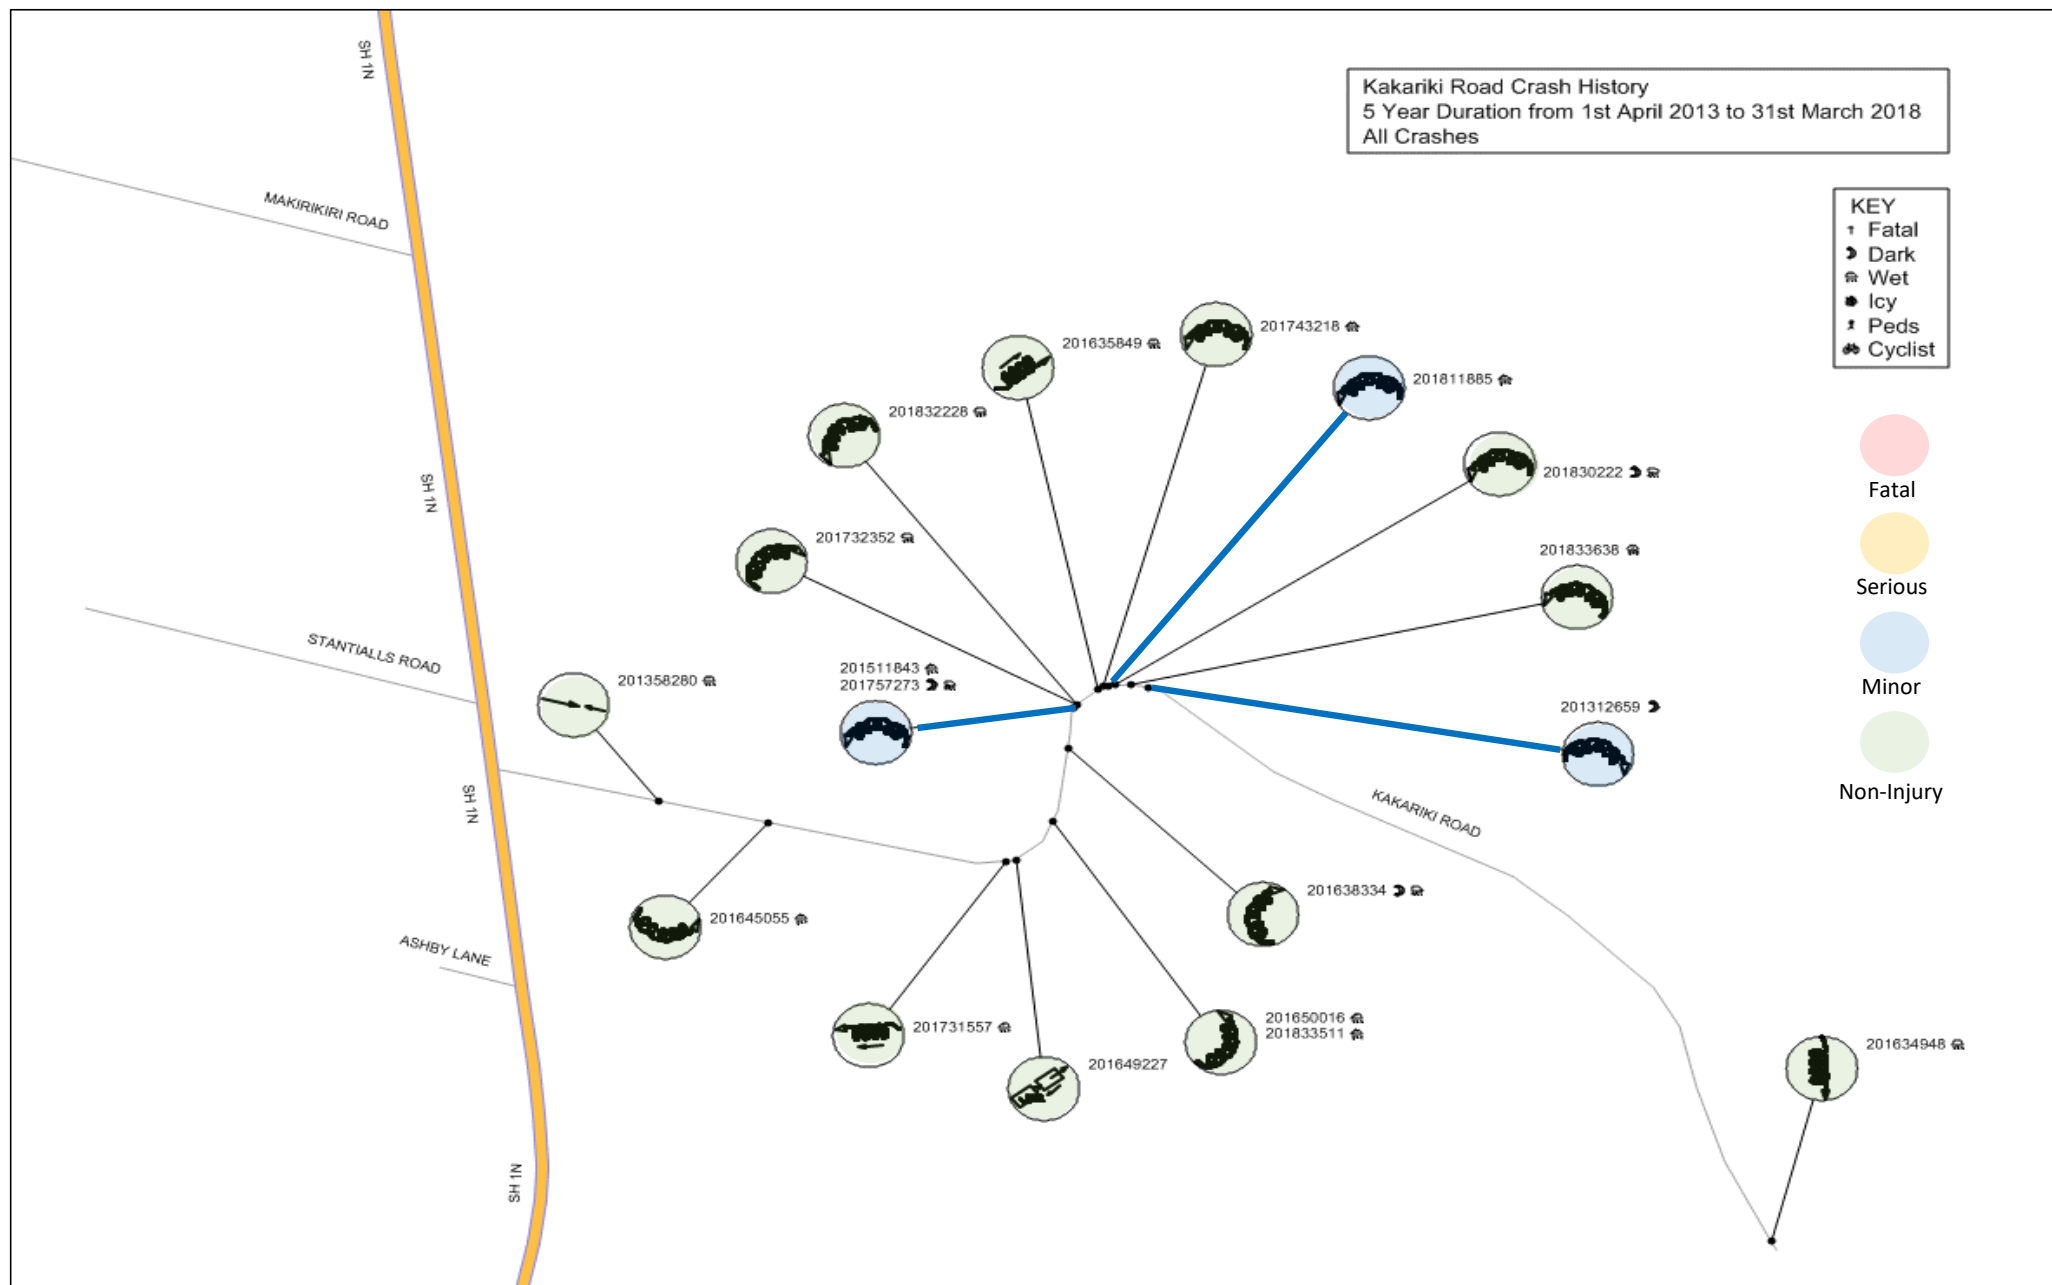 Kakariki Road Crash History
5 Year Duration from 1st April 2013 to 31st March 2018
All Crashes
KEY
Fatal
Dark
Wet
Icy
Peds
Cyclist
Fatal
Serious
Minor
Non-Injury
SH 1N
MAKIRIKIRI ROAD
SH 1N
STANTIALLS ROAD
SH 1N
ASHBY LANE
SH 1N
KAKARIKI ROAD
201743218
201635849
201811885
201832228
201830222
201732352
201833638
201511843
201757273
201358280
201312659
201638334
201645055
201650016
201833511
201731557
201649227
201634948